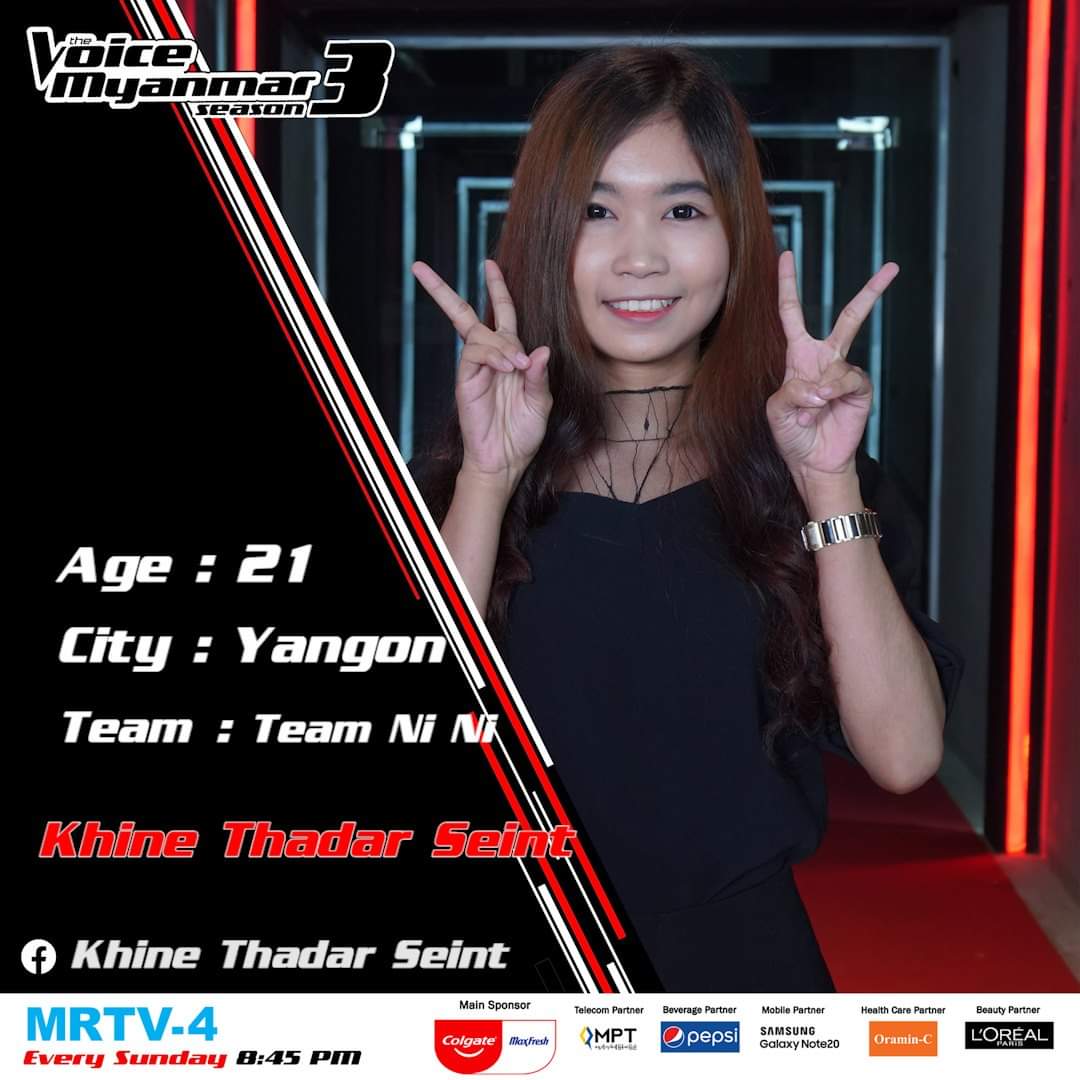 the
Voice
Myanmar
season 3
Age : 21
City : Yangon
Team : Team Ni Ni
Khine Thadar Seint
Khine Thadar Seint
MRTV-4
Every Sunday 8:45 PM
Main Sponsor
Colgate MaxFresh
Telecom Partner
MPT
Beverage Partner
pepsi
Mobile Partner
SAMSUNG
Galaxy Note20
Health Care Partner
Oramin-C
Beauty Partner
L'ORÉAL
PARIS